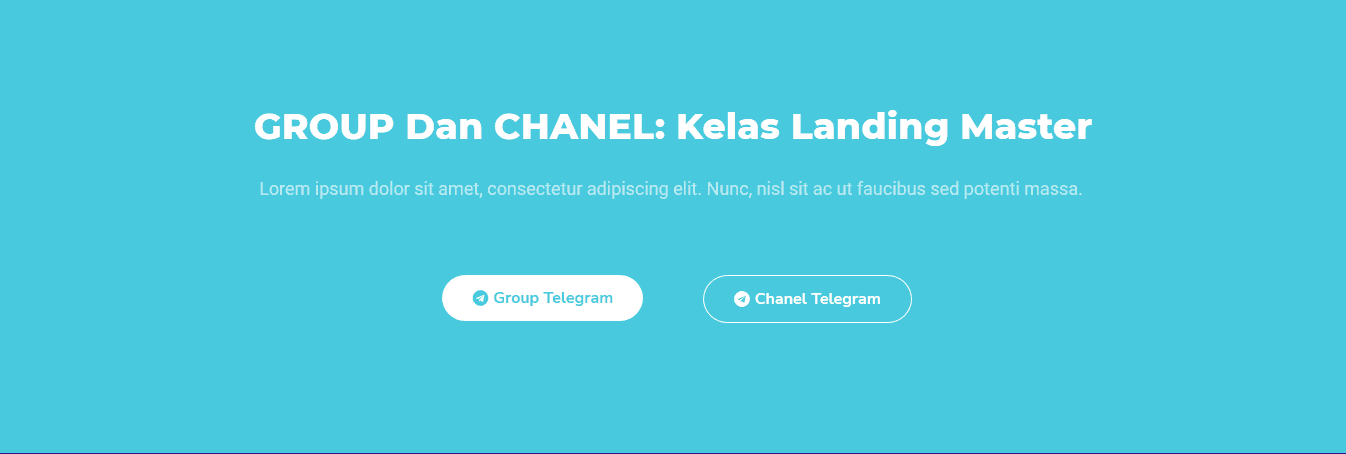 GROUP Dan CHANEL: Kelas Landing Master
Lorem ipsum dolor sit amet, consectetur adipiscing elit. Nunc, nisl sit ac ut faucibus sed potenti massa.
Group Telegram
Chanel Telegram